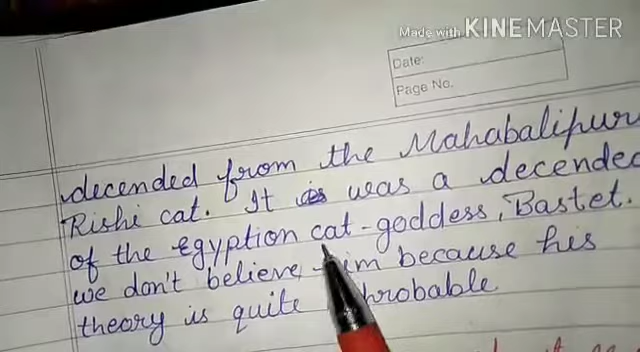 Made with KINEMASTER
Date:
Page No.
decended from the Mahabalipur
Rishi cat. It was a decended
of the egyption cat-goddess, Bastet.
we don't believe because his
theory is quite